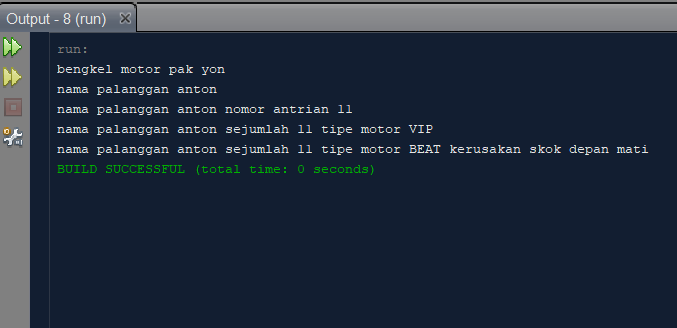 Output - 8 (run)
run:
bengkel motor pak yon
nama palanggan anton
nama palanggan anton nomor antrian 11
nama palanggan anton sejumlah 11 tipe motor VIP
nama palanggan anton sejumlah 11 tipe motor BEAT kerusakan skok depan mati
BUILD SUCCESSFUL (total time: 0 seconds)